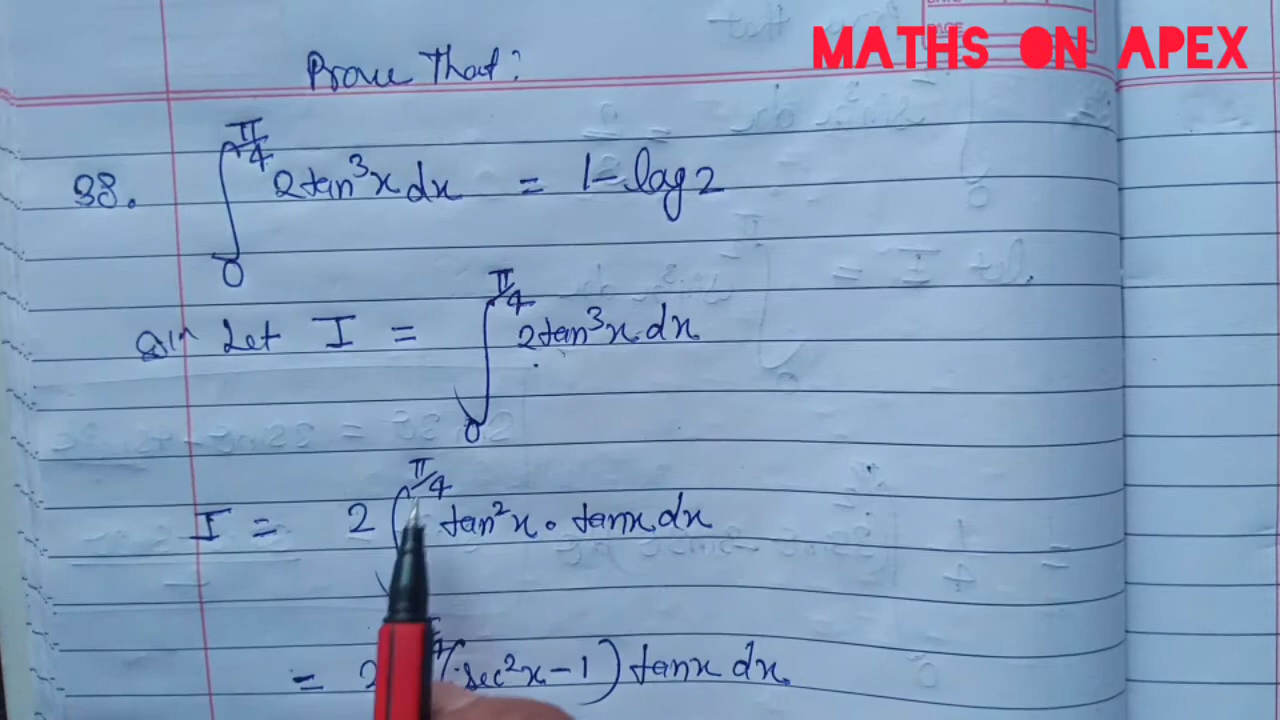 MATHS ON APEX
Prove That:
38. ∫₀^{π/4} 2tan³x dx = 1-log2
Let I = ∫₀^{π/4} 2tan³x.dx
I = 2 ∫^{π/4} tan²x • tanx dx
= 2 (sec²x-1) tanx dx.